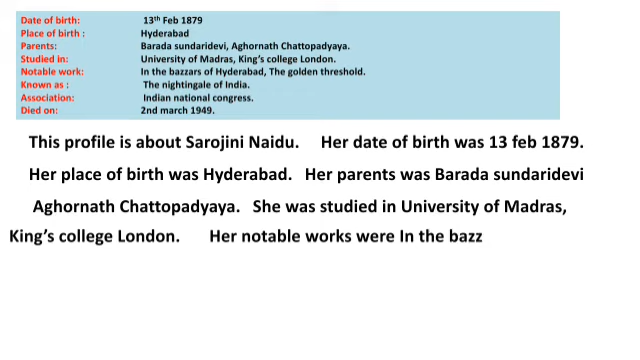 Date of birth: 13th Feb 1879
Place of birth : Hyderabad
Parents: Barada sundaridevi, Aghornath Chattopadyaya.
Studied in: University of Madras, King's college London.
Notable work: In the bazzars of Hyderabad, The golden threshold.
Known as : The nightingale of India.
Association: Indian national congress.
Died on: 2nd march 1949.
This profile is about Sarojini Naidu. Her date of birth was 13 feb 1879.
Her place of birth was Hyderabad. Her parents was Barada sundaridevi
Aghornath Chattopadyaya. She was studied in University of Madras,
King's college London. Her notable works were In the bazz